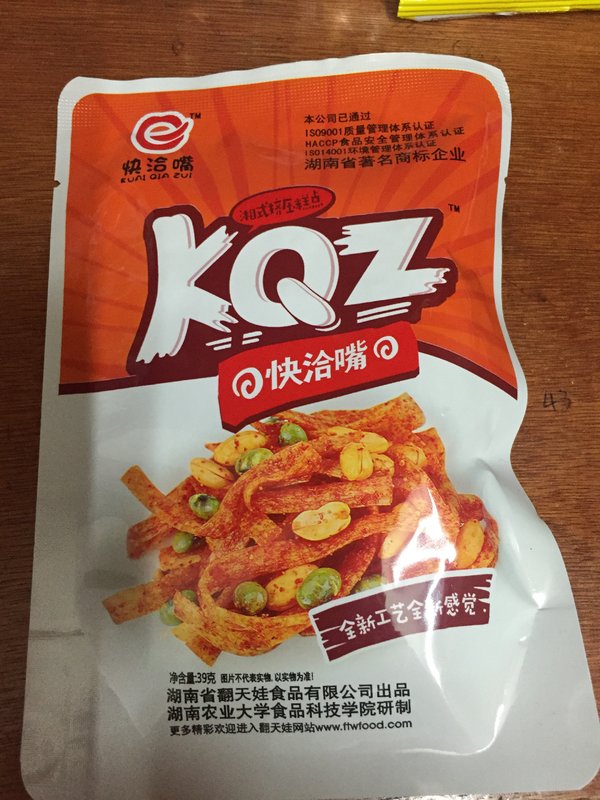 快洽嘴
KUAI QIA ZUI
TM
本公司已通过
ISO9001质量管理体系认证
HACCP食品安全管理体系认证
ISO14001环境管理体系认证
湖南省著名商标企业
湘式挤压糕点
KQZ
TM
快洽嘴
全新工艺全新感觉
净含量:39克 图片不代表实物,以实物为准!
湖南省翻天娃食品有限公司出品
湖南农业大学食品科技学院研制
更多精彩欢迎进入翻天娃网站www.ftwfood.com
43